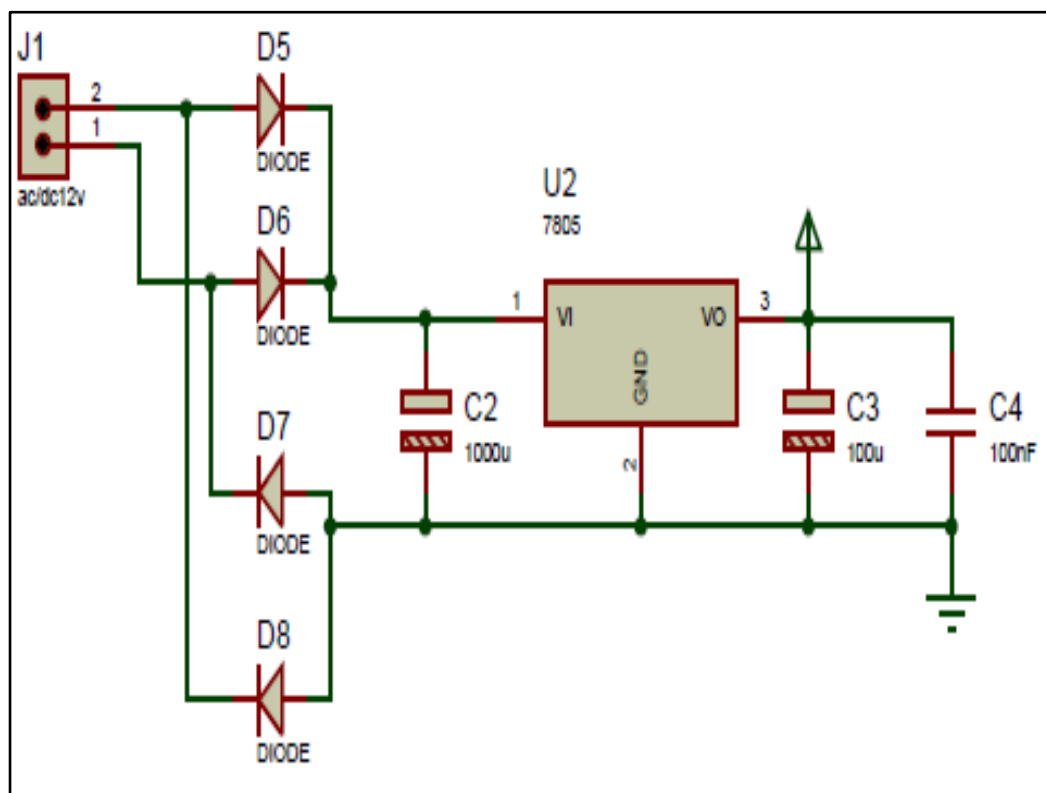 J1
2
1
ac/dc12v
D5
DIODE
D6
DIODE
D7
DIODE
D8
DIODE
C2
1000u
U2
7805
1
VI
VO
3
GND
2
C3
100u
C4
100nF